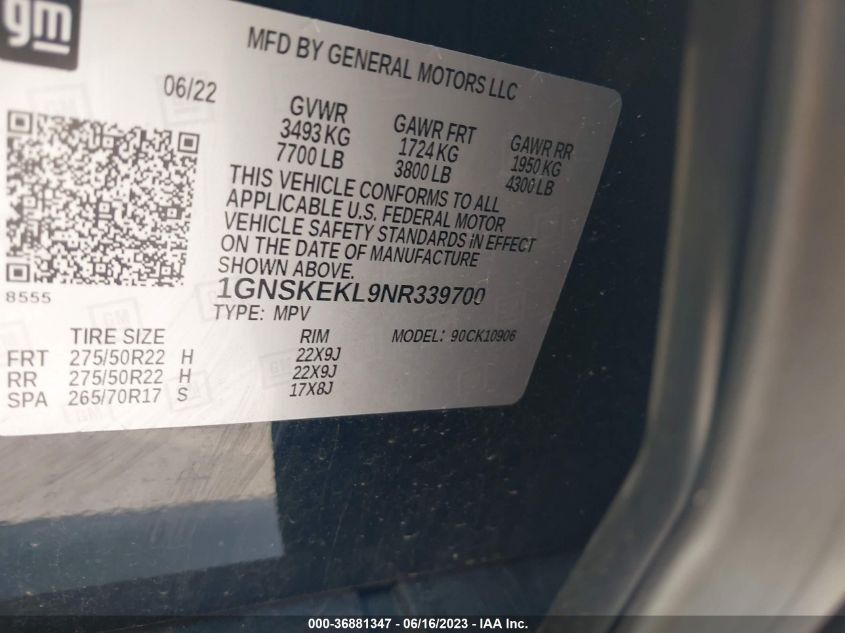 gm
MFD BY GENERAL MOTORS LLC
06/22
GVWR
3493 KG
7700 LB
GAWR FRT
1724 KG
3800 LB
GAWR RR
1950 KG
4300 LB
THIS VEHICLE CONFORMS TO ALL
APPLICABLE U.S. FEDERAL MOTOR
VEHICLE SAFETY STANDARDS IN EFFECT
ON THE DATE OF MANUFACTURE
SHOWN ABOVE.
8555
1GNSKEKL9NR339700
TYPE: MPV
MODEL: 90CK10906
TIRE SIZE RIM
FRT 275/50R22 H 22X9J
RR 275/50R22 H 22X9J
SPA 265/70R17 S 17X8J
000-36881347 - 06/16/2023 - IAA Inc.